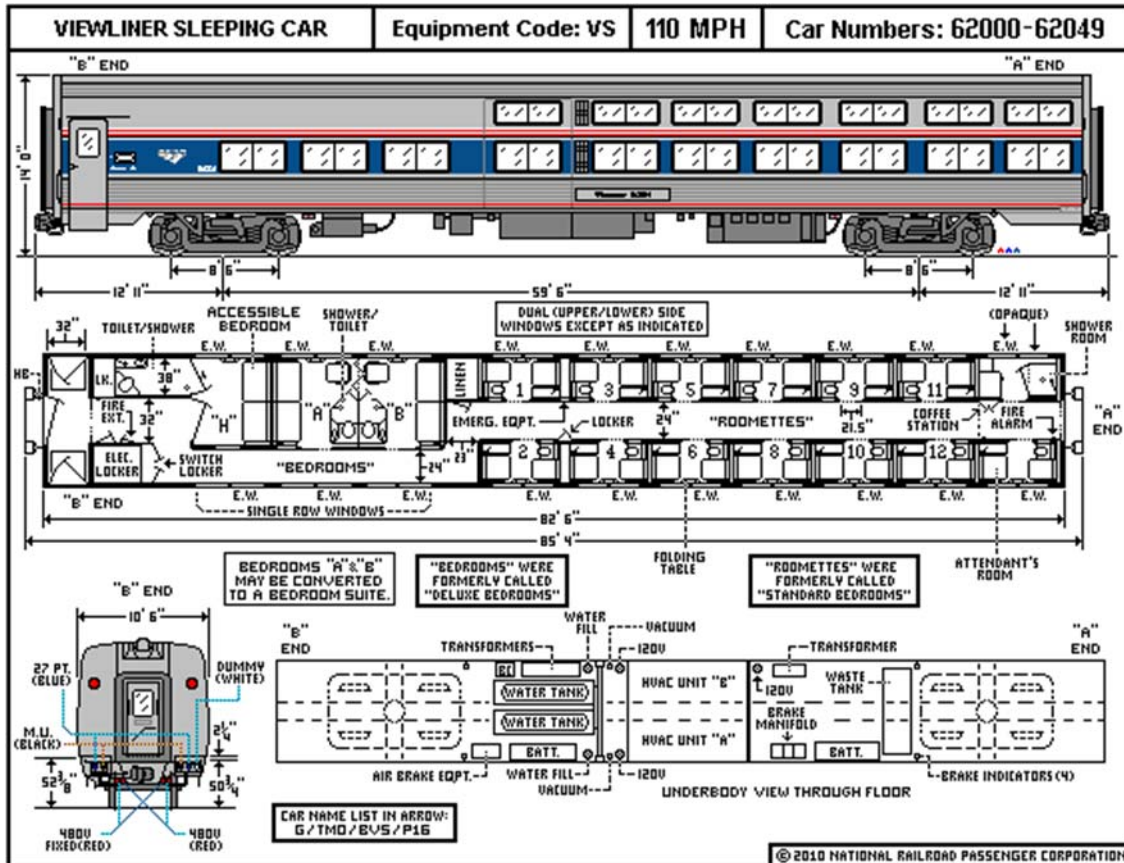 VIEWLINER SLEEPING CAR
Equipment Code: VS
110 MPH
Car Numbers: 62000-62049
"B" END
"A" END
14' 0"
8' 6"
8' 6"
12' 11"
59' 6"
12' 11"
DUAL (UPPER/LOWER) SIDE
WINDOWS EXCEPT AS INDICATED
32"
TOILET/SHOWER
ACCESSIBLE
BEDROOM
SHOWER/
TOILET
(OPAQUE)
SHOWER
ROOM
E.W. E.W. E.W. E.W. E.W. E.W. E.W. E.W. E.W. E.W.
HB
LK.
38"
FIRE
EXT.
32"
"H"
"A"
"B"
LINEN
1 3 5 7 9 11
EMERG. EQPT.
LOCKER
24"
"ROOMETTES"
21.5"
COFFEE
STATION
FIRE
ALARM
"A"
END
ELEC.
LOCKER
SWITCH
LOCKER
"BEDROOMS"
24"
23"
2 4 6 8 10 12
"B" END
E.W. E.W. E.W. E.W. E.W. E.W. E.W. E.W. E.W. E.W.
SINGLE ROW WINDOWS
82' 6"
85' 4"
FOLDING
TABLE
ATTENDANT'S
ROOM
BEDROOMS "A" & "B"
MAY BE CONVERTED
TO A BEDROOM SUITE.
"BEDROOMS" WERE
FORMERLY CALLED
"DELUXE BEDROOMS"
"ROOMETTES" WERE
FORMERLY CALLED
"STANDARD BEDROOMS"
"B" END
10' 6"
27 PT.
(BLUE)
DUMMY
(WHITE)
M.U.
(BLACK)
2¼"
52⅜"
50¾"
480V
FIXED(RED)
480V
(RED)
"B"
END
TRANSFORMERS
WATER
FILL
VACUUM
120V
TRANSFORMER
"A"
END
BC
WATER TANK
WATER TANK
HVAC UNIT "B"
HVAC UNIT "A"
120V
WASTE
TANK
BRAKE
MANIFOLD
BATT.
BATT.
AIR BRAKE EQPT.
WATER FILL
VACUUM
120V
BRAKE INDICATORS(4)
UNDERBODY VIEW THROUGH FLOOR
CAR NAME LIST IN ARROW:
G/TMO/BVS/P16
© 2010 NATIONAL RAILROAD PASSENGER CORPORATION